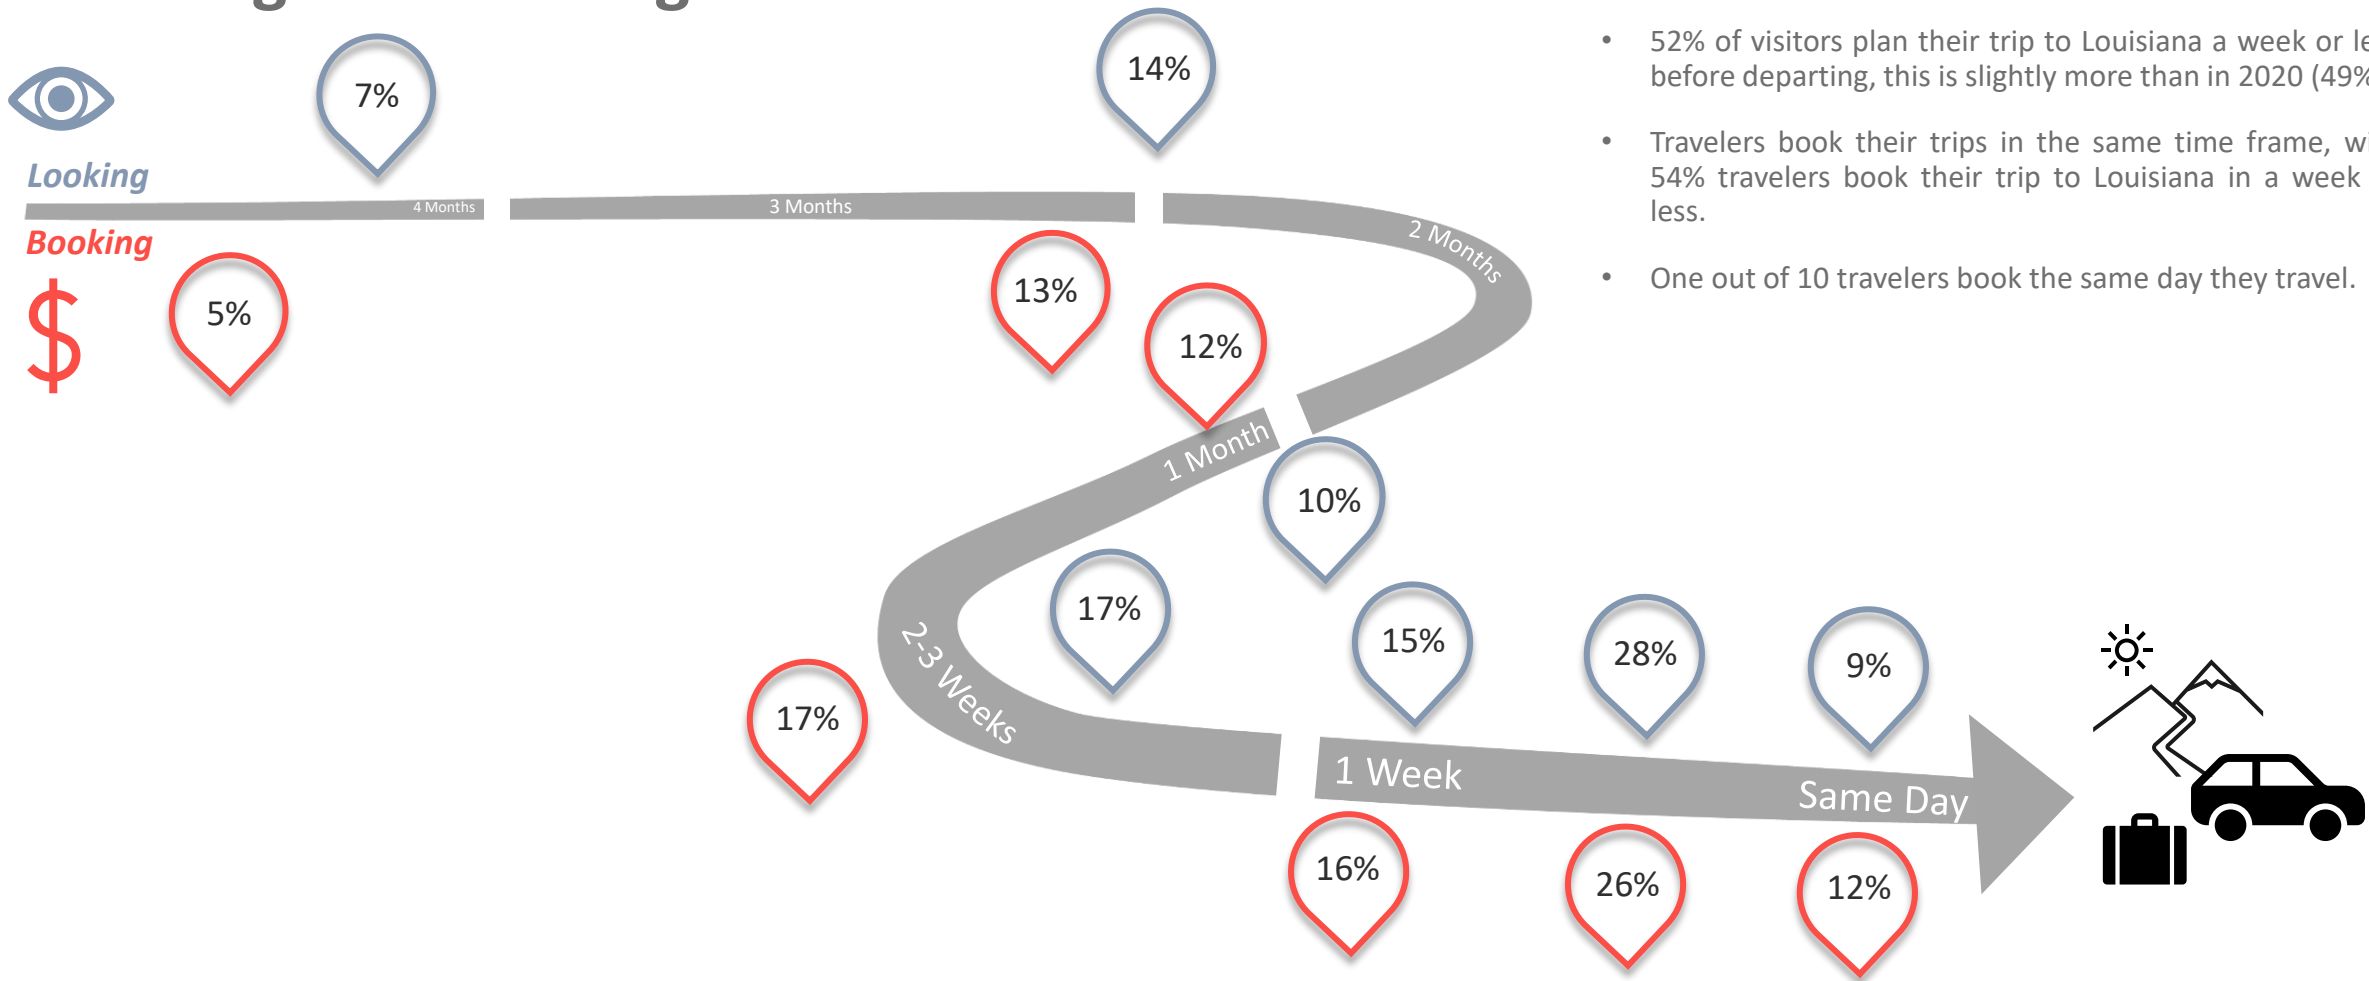 7%
14%
Looking
4 Months
3 Months
2 Months
Booking
5%
13%
12%
1 Month
10%
17%
2-3 Weeks
17%
15%
28%
9%
1 Week
Same Day
16%
26%
12%
• 52% of visitors plan their trip to Louisiana a week or
before departing, this is slightly more than in 2020 (49%
• Travelers book their trips in the same time frame,
54% travelers book their trip to Louisiana in a week
less.
• One out of 10 travelers book the same day they travel.